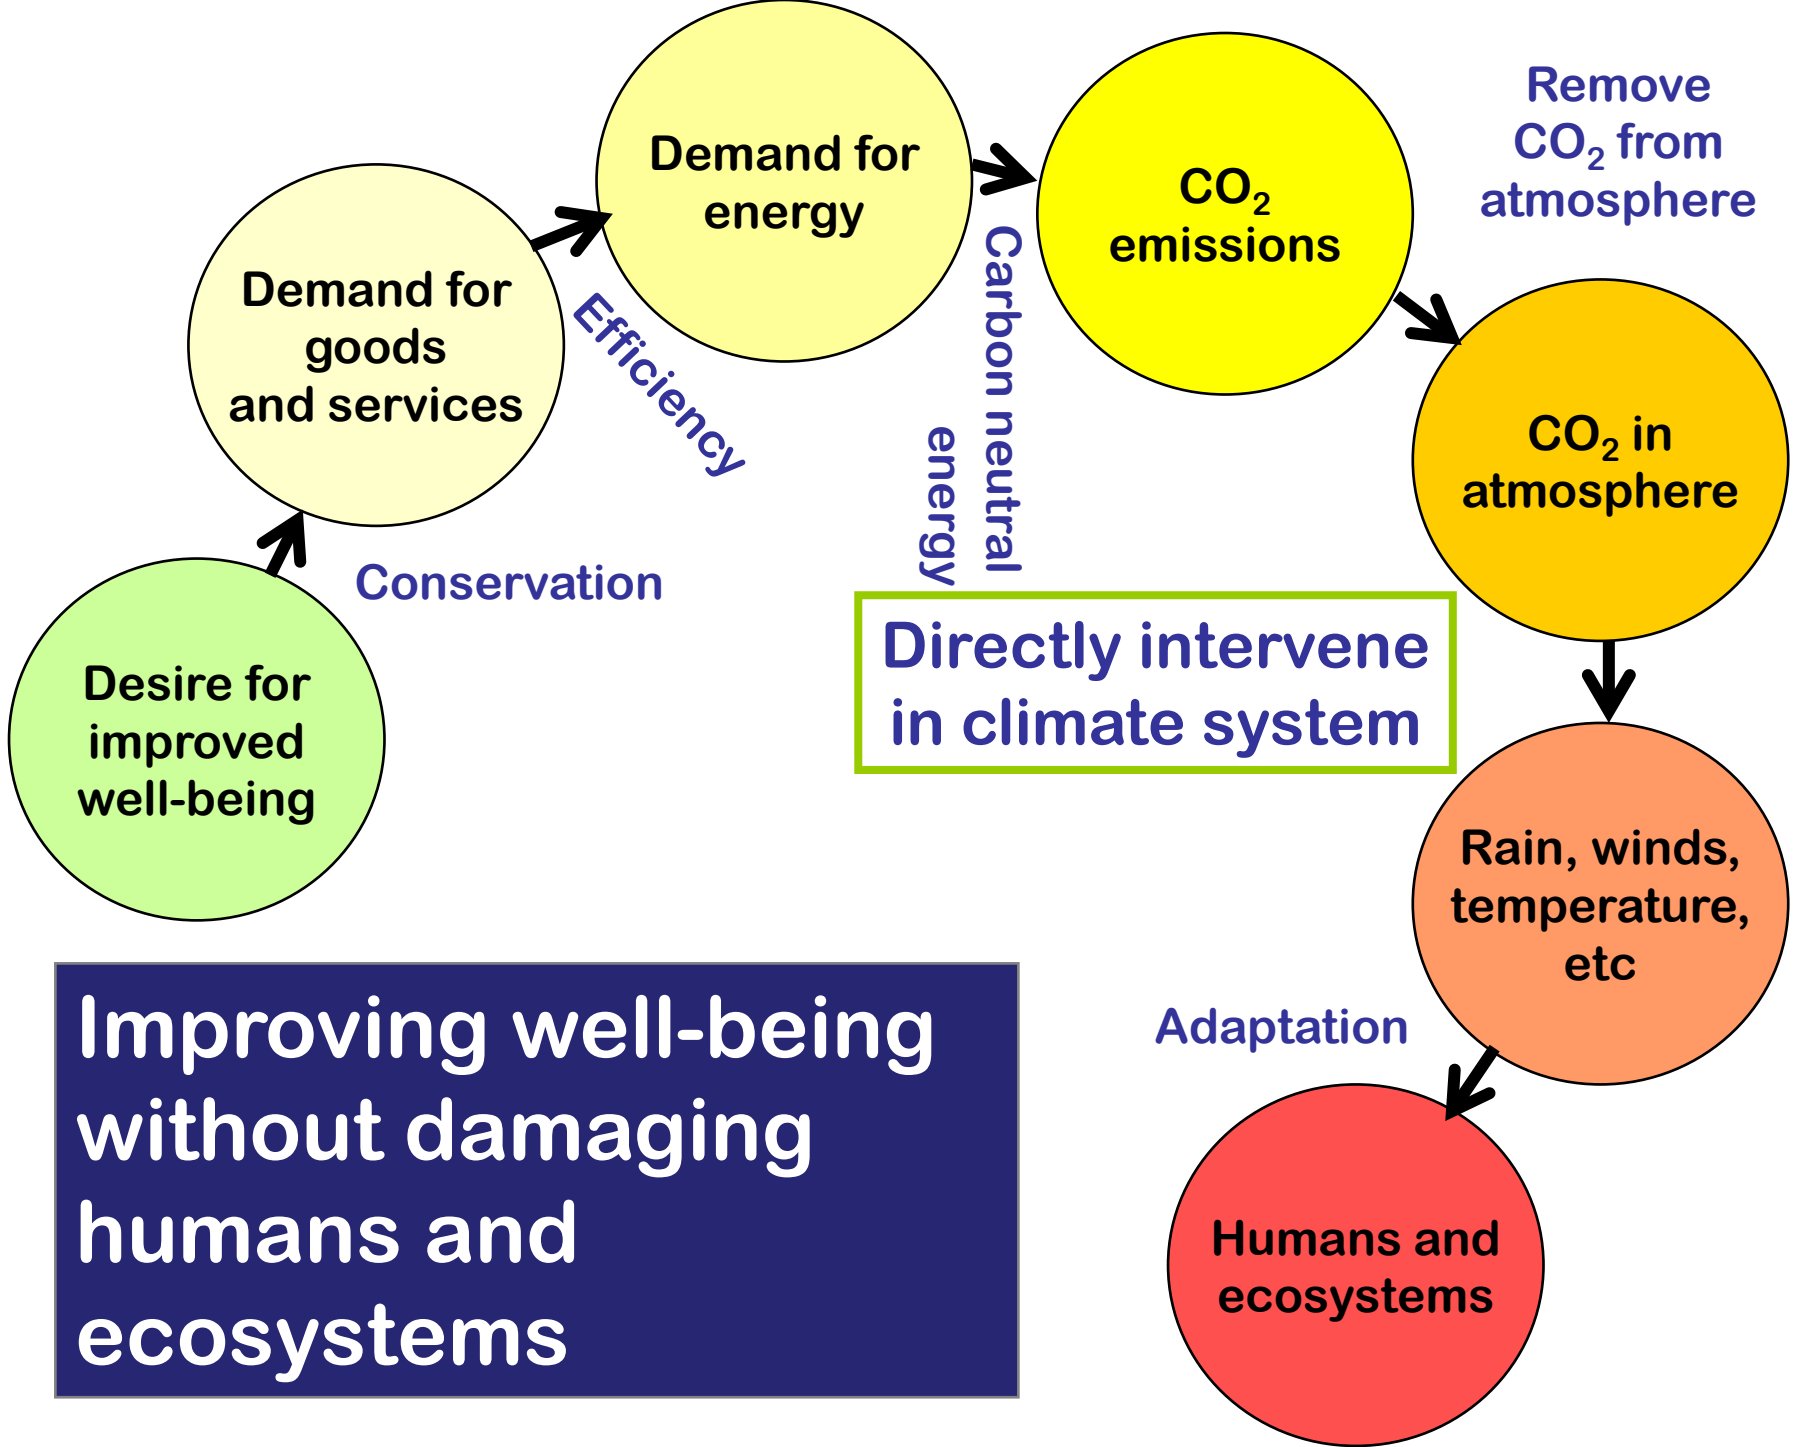 Desire for
improved
well-being
Conservation
Demand for
goods
and services
Efficiency
Demand for
energy
Carbon neutral
energy
CO₂
emissions
Remove
CO₂ from
atmosphere
CO₂ in
atmosphere
Directly intervene
in climate system
Rain, winds,
temperature,
etc
Adaptation
Humans and
ecosystems
Improving well-being
without damaging
humans and
ecosystems